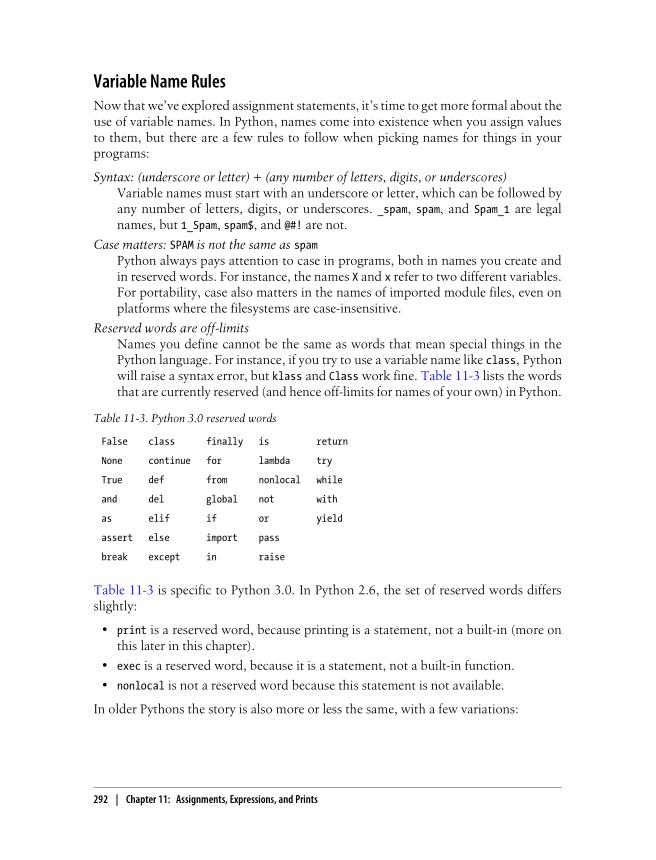 Variable Name Rules
Now that we've explored assignment statements, it's time to get more formal about the
use of variable names. In Python, names come into existence when you assign values
to them, but there are a few rules to follow when picking names for things in your
programs:
Syntax: (underscore or letter) + (any number of letters, digits, or underscores)
Variable names must start with an underscore or letter, which can be followed by
any number of letters, digits, or underscores. _spam, spam, and Spam_1 are legal
names, but 1_Spam, spam$, and @#! are not.
Case matters: SPAM is not the same as spam
Python always pays attention to case in programs, both in names you create and
in reserved words. For instance, the names X and x refer to two different variables.
For portability, case also matters in the names of imported module files, even on
platforms where the filesystems are case-insensitive.
Reserved words are off-limits
Names you define cannot be the same as words that mean special things in the
Python language. For instance, if you try to use a variable name like class, Python
will raise a syntax error, but klass and Class work fine. Table 11-3 lists the words
that are currently reserved (and hence off-limits for names of your own) in Python.
Table 11-3. Python 3.0 reserved words
False class finally is return
None continue for lambda try
True def from nonlocal while
and del global not with
as elif if or yield
assert else import pass
break except in raise
Table 11-3 is specific to Python 3.0. In Python 2.6, the set of reserved words differs
slightly:
• print is a reserved word, because printing is a statement, not a built-in (more on
this later in this chapter).
• exec is a reserved word, because it is a statement, not a built-in function.
• nonlocal is not a reserved word because this statement is not available.
In older Pythons the story is also more or less the same, with a few variations:
292 | Chapter 11: Assignments, Expressions, and Prints